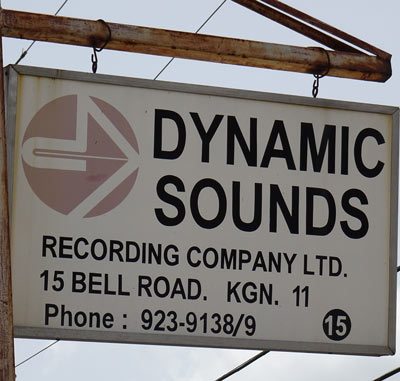 DYNAMIC
SOUNDS
RECORDING COMPANY LTD.
15 BELL ROAD. KGN. 11
Phone : 923-9138/9
15